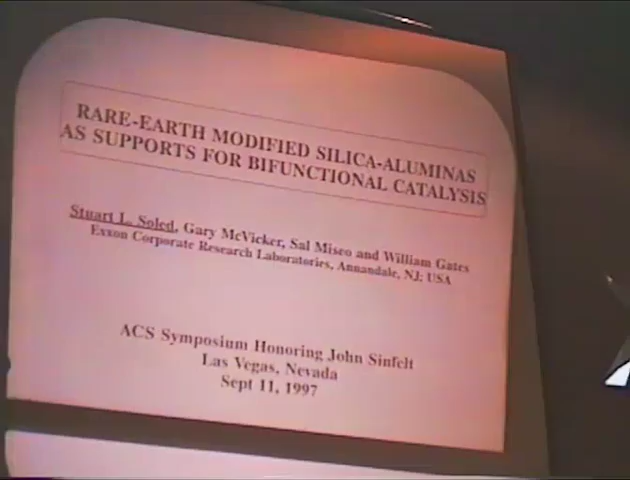 RARE-EARTH MODIFIED SILICA-ALUMINAS
AS SUPPORTS FOR BIFUNCTIONAL CATALYSIS
Stuart L. Soled, Gary McVicker, Sal Miseo and William Gates
Exxon Corporate Research Laboratories, Annandale, NJ; USA
ACS Symposium Honoring John Sinfelt
Las Vegas, Nevada
Sept 11, 1997